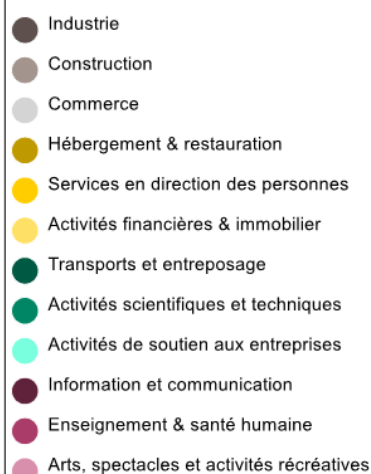 Industrie
Construction
Commerce
Hébergement & restauration
Services en direction des personnes
Activités financières & immobilier
Transports et entreposage
Activités scientifiques et techniques
Activités de soutien aux entreprises
Information et communication
Enseignement & santé humaine
Arts, spectacles et activités récréatives